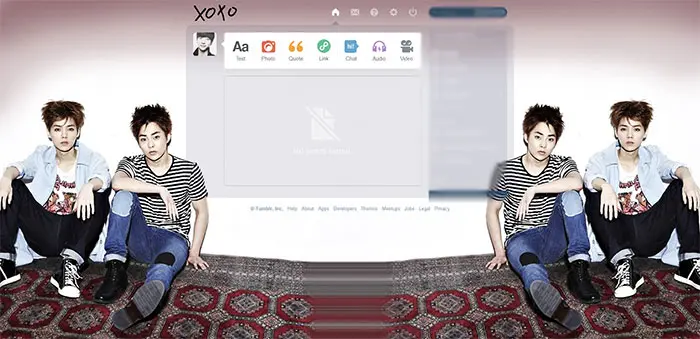 XOXO
Aa
Text Photo Quote Link Chat Audio Video
© Tumblr, Inc. Help About Apps Developers Themes Meetups Jobs Legal Privacy